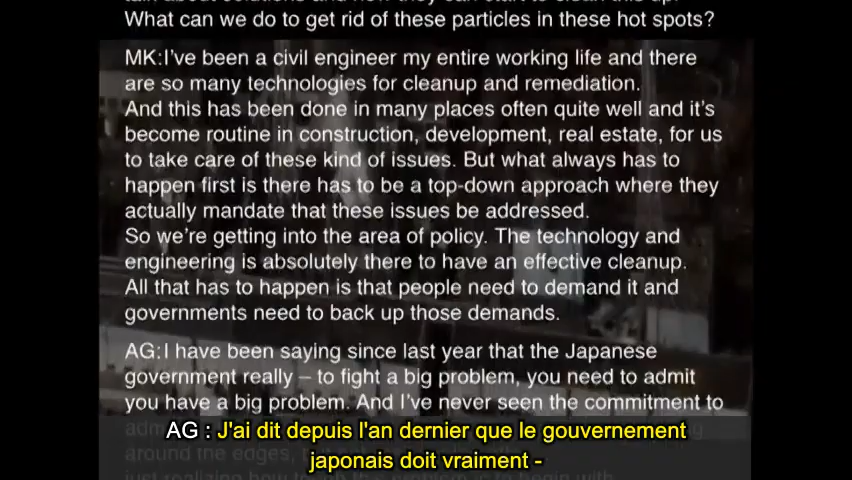 What can we do to get rid of these particles in these hot spots?
MK:I've been a civil engineer my entire working life and there
are so many technologies for cleanup and remediation.
And this has been done in many places often quite well and it's
become routine in construction, development, real estate, for us
to take care of these kind of issues. But what always has to
happen first is there has to be a top-down approach where they
actually mandate that these issues be addressed.
So we're getting into the area of policy. The technology and
engineering is absolutely there to have an effective cleanup.
All that has to happen is that people need to demand it and
governments need to back up those demands.
AG:I have been saying since last year that the Japanese
government really – to fight a big problem, you need to admit
you have a big problem. And I've never seen the commitment to
AG : J'ai dit depuis l'an dernier que le gouvernement
around the edges,
japonais doit vraiment -